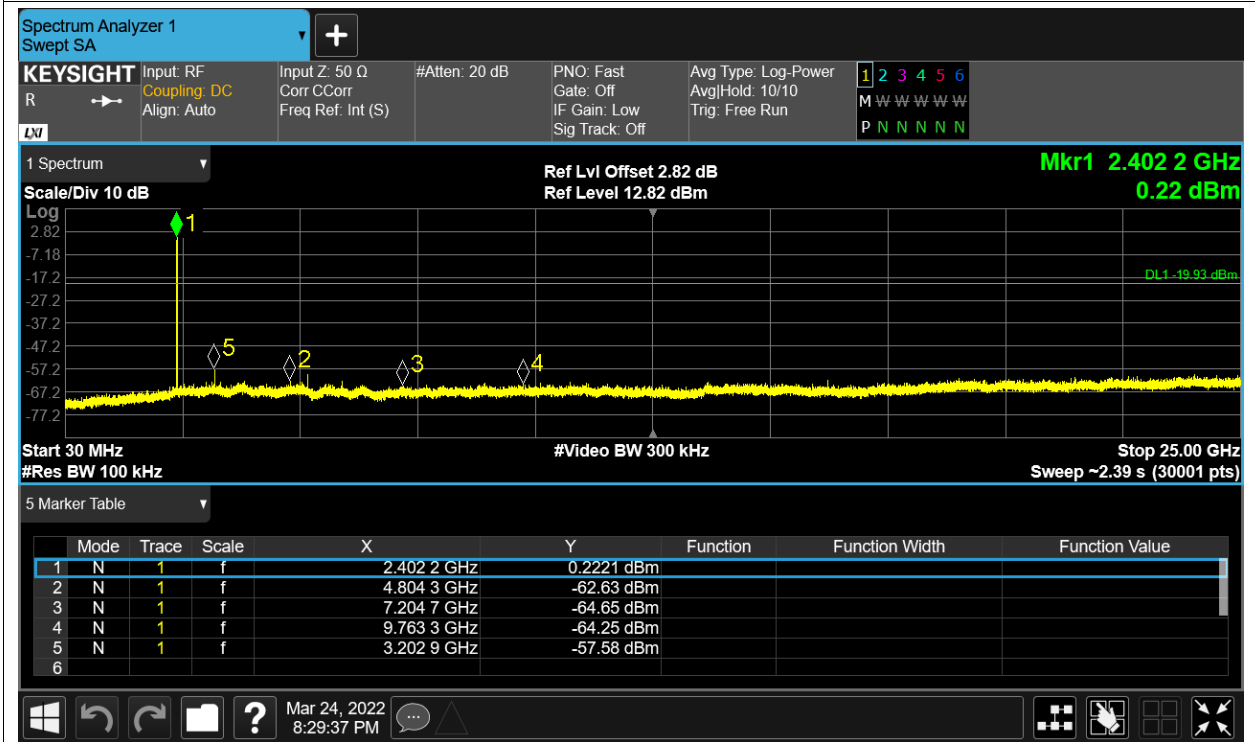 Spectrum Analyzer 1
Swept SA
+
KEYSIGHT Input: RF Input Z: 50 Ω #Atten: 20 dB PNO: Fast Avg Type: Log-Power 1 2 3 4 5 6
R Coupling: DC Corr CCorr Gate: Off Avg|Hold: 10/10 M W W W W W
Align: Auto Freq Ref: Int (S) IF Gain: Low Trig: Free Run
LXI Sig Track: Off P N N N N N
1 Spectrum Ref Lvl Offset 2.82 dB Mkr1 2.402 2 GHz
Scale/Div 10 dB Ref Level 12.82 dBm 0.22 dBm
Log
1
2.82
-7.18
-17.2 DL1 -19.93 dBm
-27.2
-37.2
-47.2
5 2 3 4
-57.2
-67.2
-77.2
Start 30 MHz #Video BW 300 kHz Stop 25.00 GHz
#Res BW 100 kHz Sweep ~2.39 s (30001 pts)
5 Marker Table
Mode Trace Scale X Y Function Function Width Function Value
1 N 1 f 2.402 2 GHz 0.2221 dBm
2 N 1 f 4.804 3 GHz -62.63 dBm
3 N 1 f 7.204 7 GHz -64.65 dBm
4 N 1 f 9.763 3 GHz -64.25 dBm
5 N 1 f 3.202 9 GHz -57.58 dBm
6
? Mar 24, 2022
8:29:37 PM